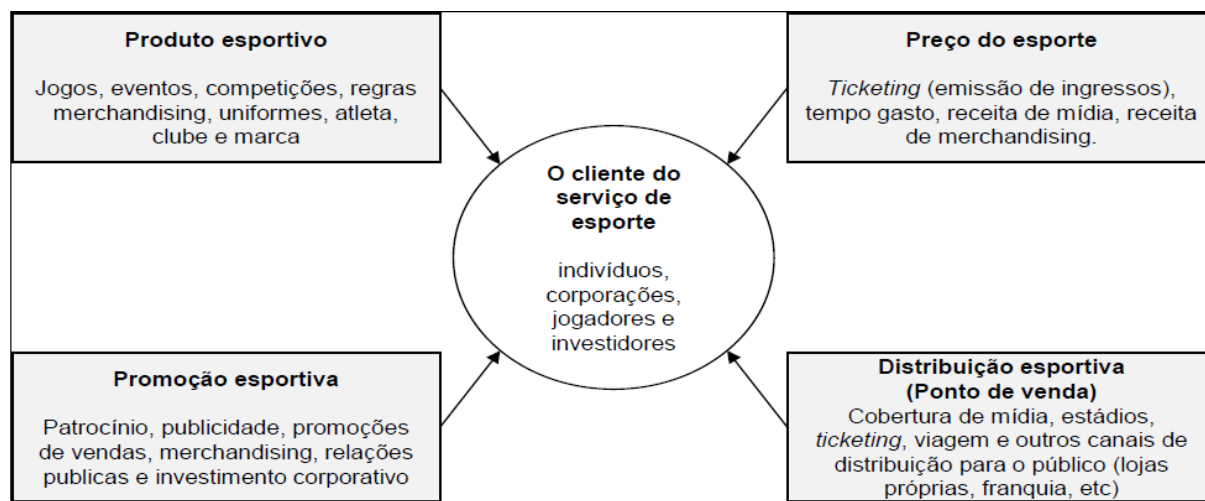 Produto esportivo
Jogos, eventos, competições, regras
merchandising, uniformes, atleta,
clube e marca
Preço do esporte
Ticketing (emissão de ingressos),
tempo gasto, receita de mídia, receita
de merchandising.
O cliente do
serviço de
esporte
indivíduos,
corporações,
jogadores e
investidores
Promoção esportiva
Patrocínio, publicidade, promoções
de vendas, merchandising, relações
publicas e investimento corporativo
Distribuição esportiva
(Ponto de venda)
Cobertura de mídia, estádios,
ticketing, viagem e outros canais de
distribuição para o público (lojas
próprias, franquia, etc)